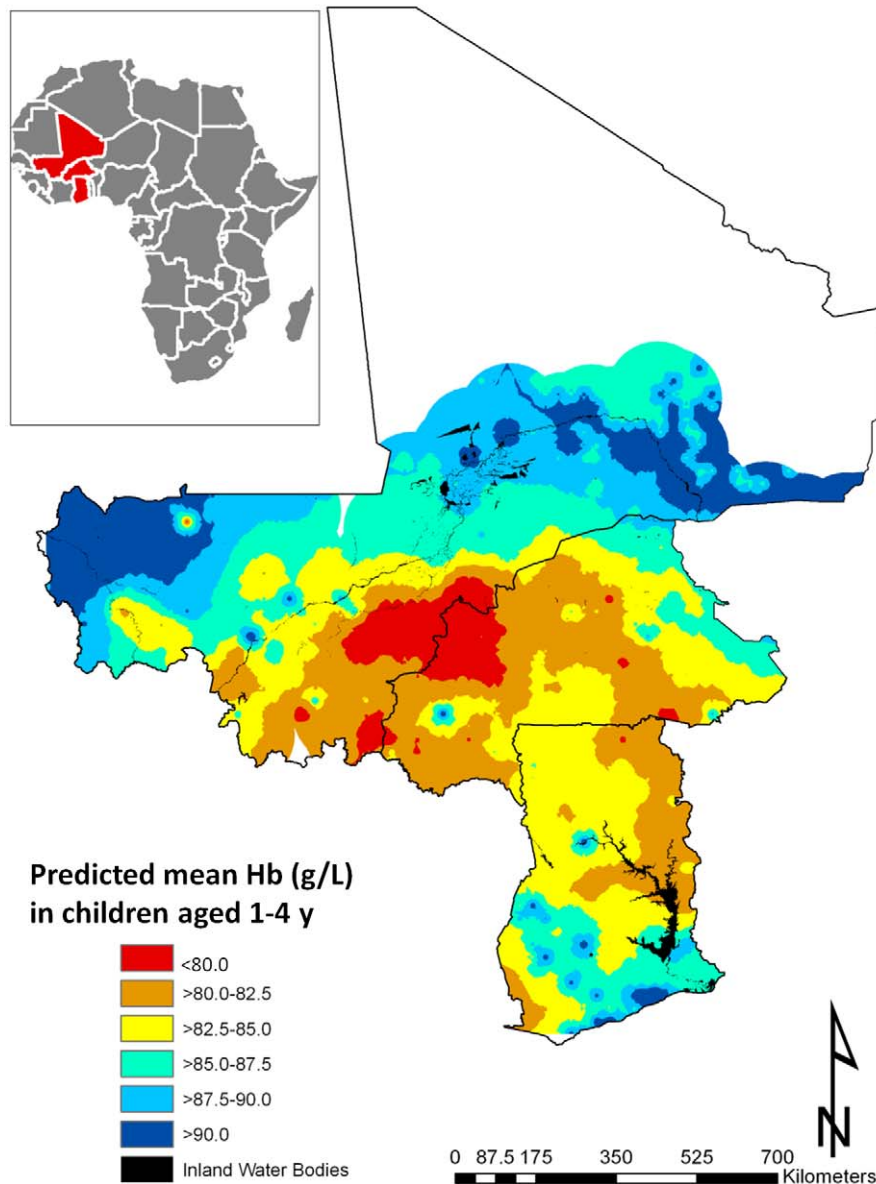 Predicted mean Hb (g/L)
in children aged 1-4 y
<80.0
>80.0-82.5
>82.5-85.0
>85.0-87.5
>87.5-90.0
>90.0
Inland Water Bodies
N
0 87.5 175 350 525 700
Kilometers